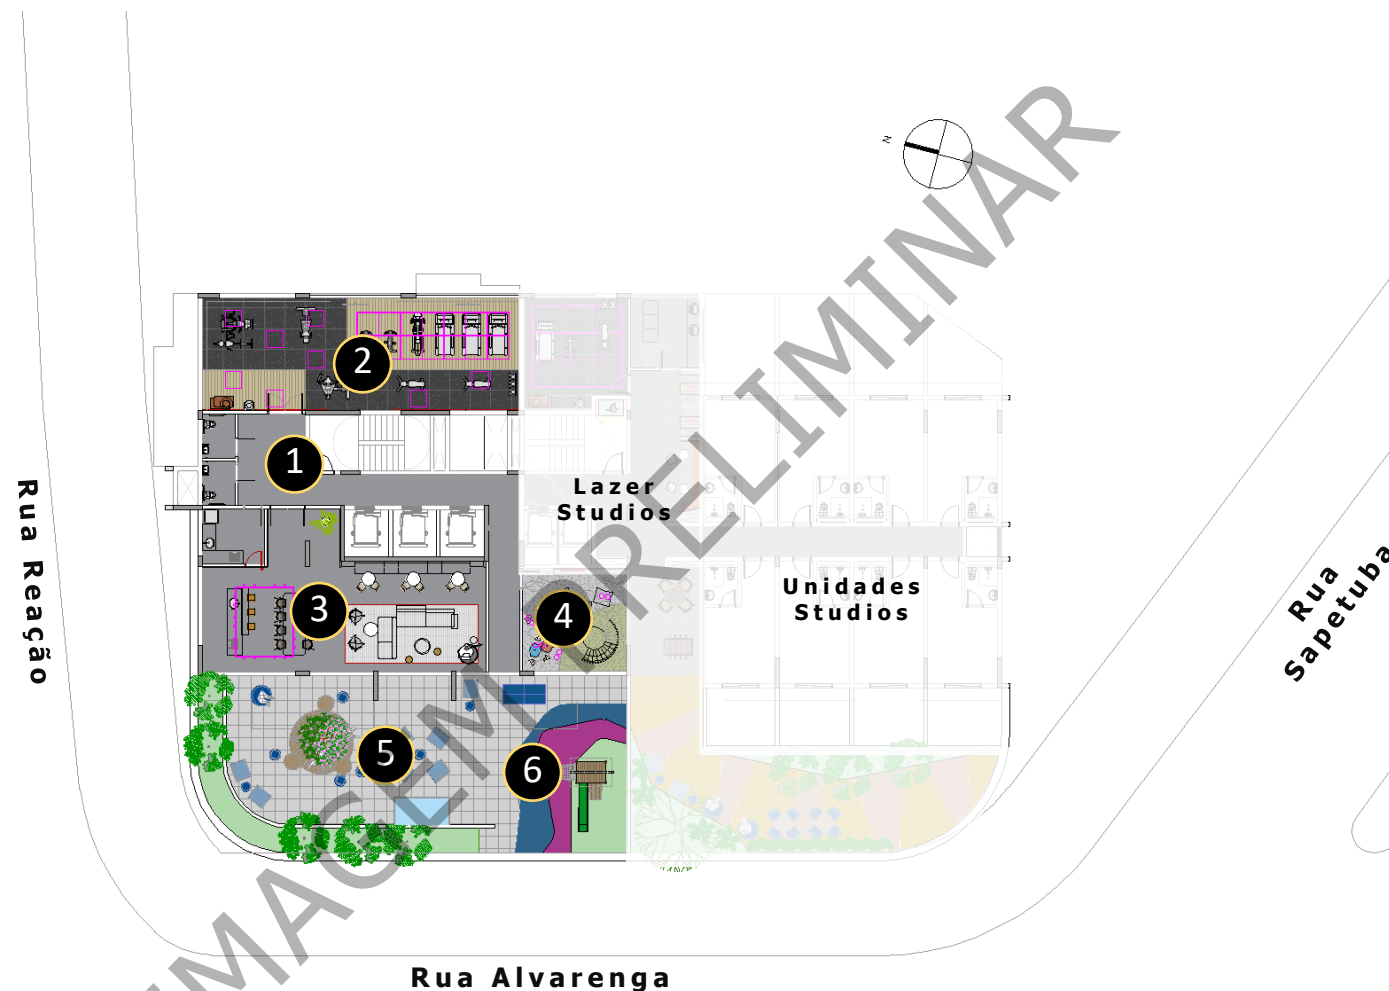 N
2
1
Lazer
Studios
Rua Reação
Unidades
Studios
Rua
Sapetuba
3
4
5
6
IMAGEM PRELIMINAR
Rua Alvarenga